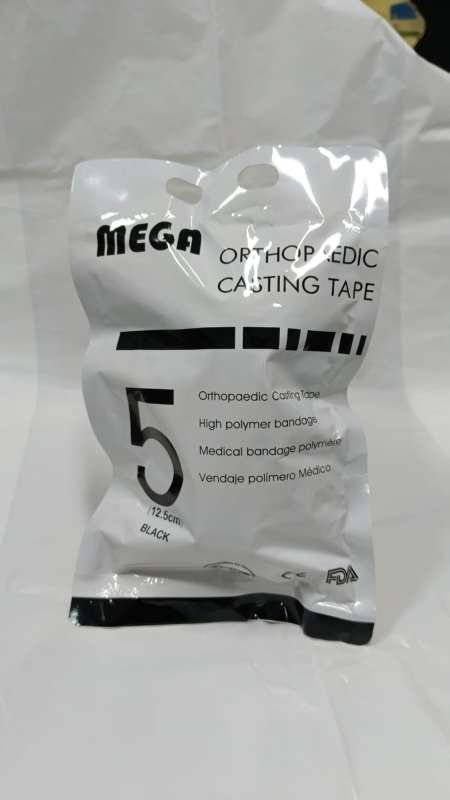 MEGA
ORTHOPAEDIC
CASTING TAPE
5
(12.5cm)
BLACK
Orthopaedic Casting Tape
High polymer bandage
Medical bandage polymère
Vendaje polímero Médico
CE
FDA